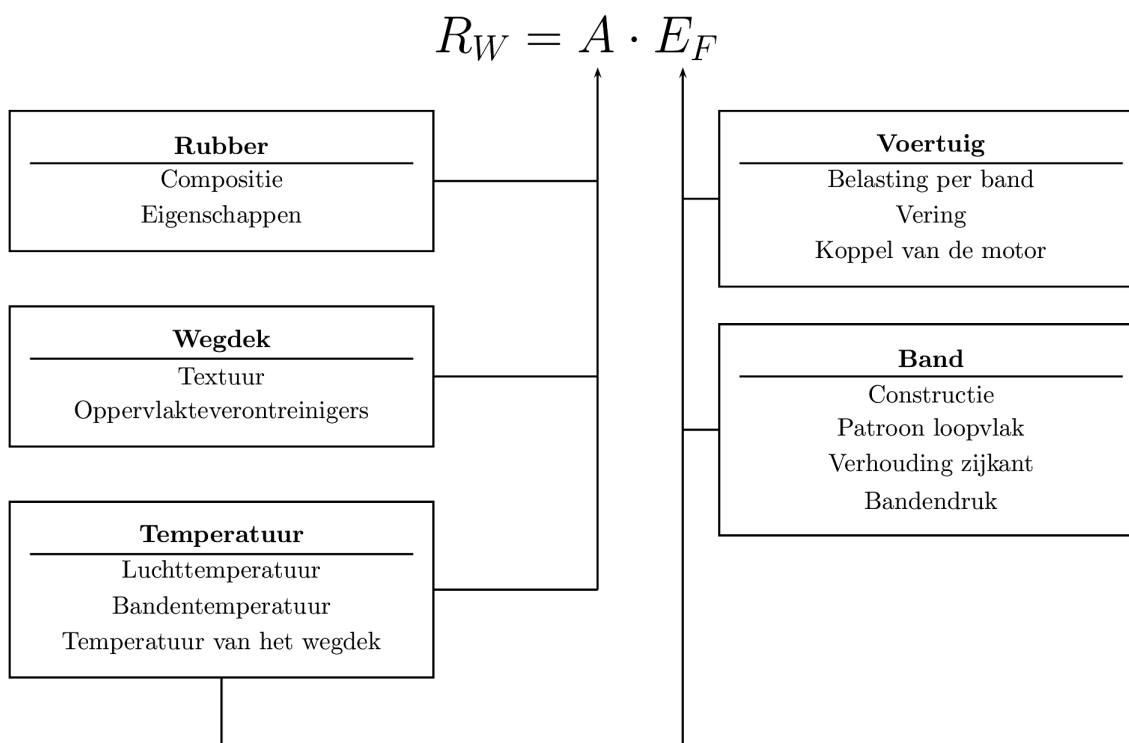 R_W = A · E_F
Rubber
Compositie
Eigenschappen
Wegdek
Textuur
Oppervlakteverontreinigers
Temperatuur
Luchttemperatuur
Bandentemperatuur
Temperatuur van het wegdek
Voertuig
Belasting per band
Vering
Koppel van de motor
Band
Constructie
Patroon loopvlak
Verhouding zijkant
Bandendruk